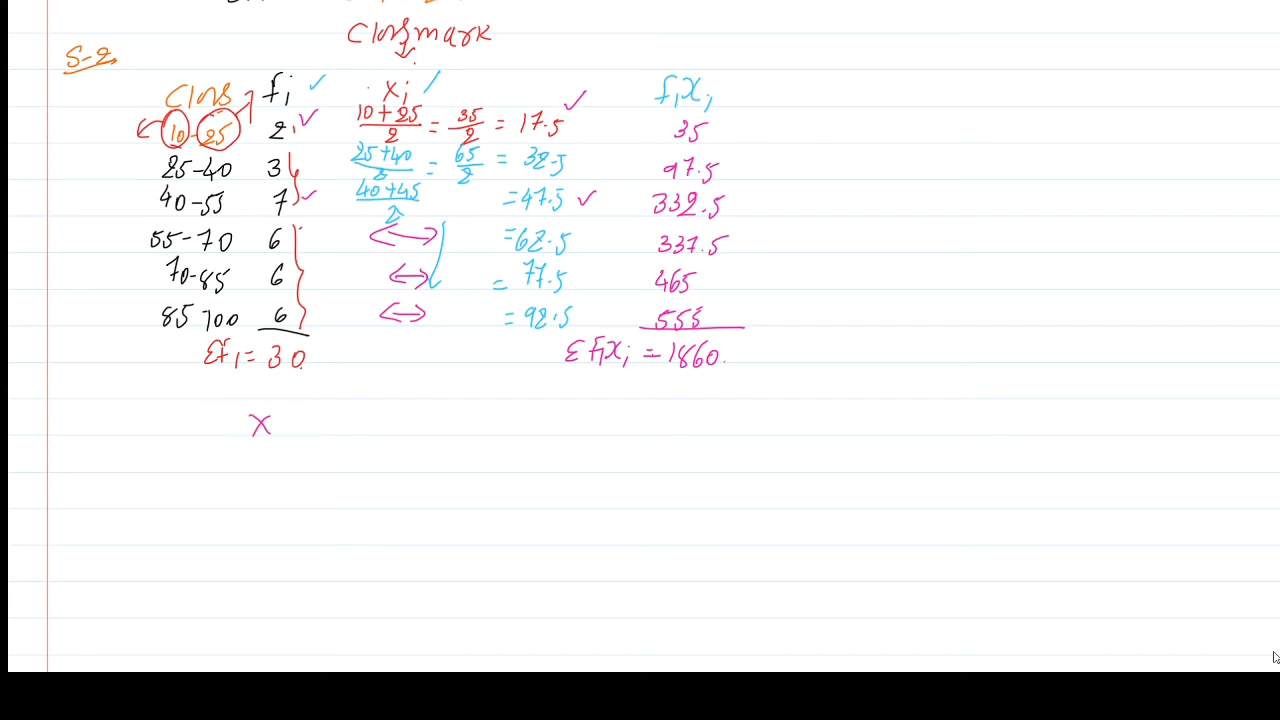 Class mark
S-2
Class fi xi fixi
10-25 2 10+25/2 = 35/2 = 17.5 35
25-40 3 25+40/2 = 65/2 = 32.5 97.5
40-55 7 40+45/2 = 47.5 332.5
55-70 6 = 62.5 337.5
70-85 6 = 77.5 465
85 100 6 = 92.5 555
Σfi = 30 Σfixi = 1860.
X